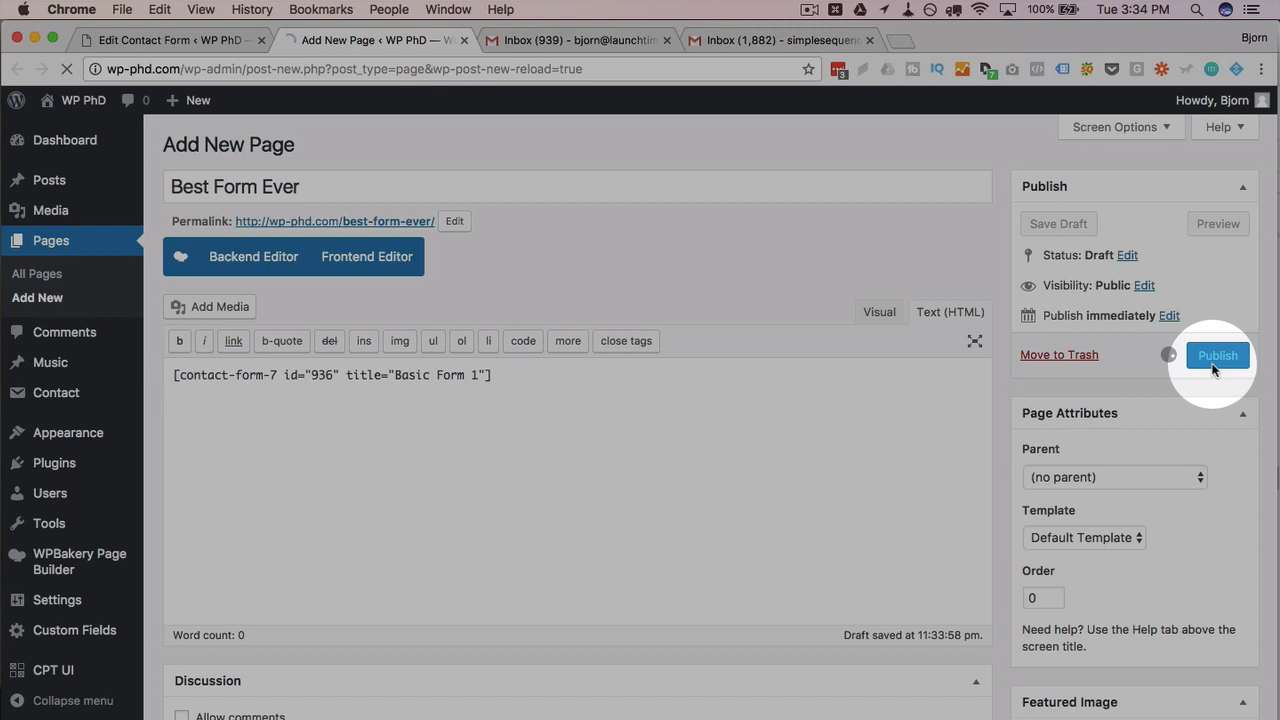 Chrome File Edit View History Bookmarks People Window Help 100% Tue 3:34 PM
Edit Contact Form ‹ WP PhD — Add New Page ‹ WP PhD — W Inbox (939) - bjorn@launchtim Inbox (1,882) - simplesequenc Bjorn
wp-phd.com/wp-admin/post-new.php?post_type=page&wp-post-new-reload=true
WP PhD 0 New Howdy, Bjorn
Screen Options Help
Dashboard
Posts
Media
Pages
All Pages
Add New
Comments
Music
Contact
Appearance
Plugins
Users
Tools
WPBakery Page
Builder
Settings
Custom Fields
CPT UI
Collapse menu
Add New Page
Best Form Ever
Permalink: http://wp-phd.com/best-form-ever/ Edit
Backend Editor Frontend Editor
Add Media
Visual Text (HTML)
b i link b-quote del ins img ul ol li code more close tags
[contact-form-7 id="936" title="Basic Form 1"]
Word count: 0 Draft saved at 11:33:58 pm.
Discussion
Allow comments
Publish
Save Draft Preview
Status: Draft Edit
Visibility: Public Edit
Publish immediately Edit
Move to Trash Publish
Page Attributes
Parent
(no parent)
Template
Default Template
Order
0
Need help? Use the Help tab above the
screen title.
Featured Image